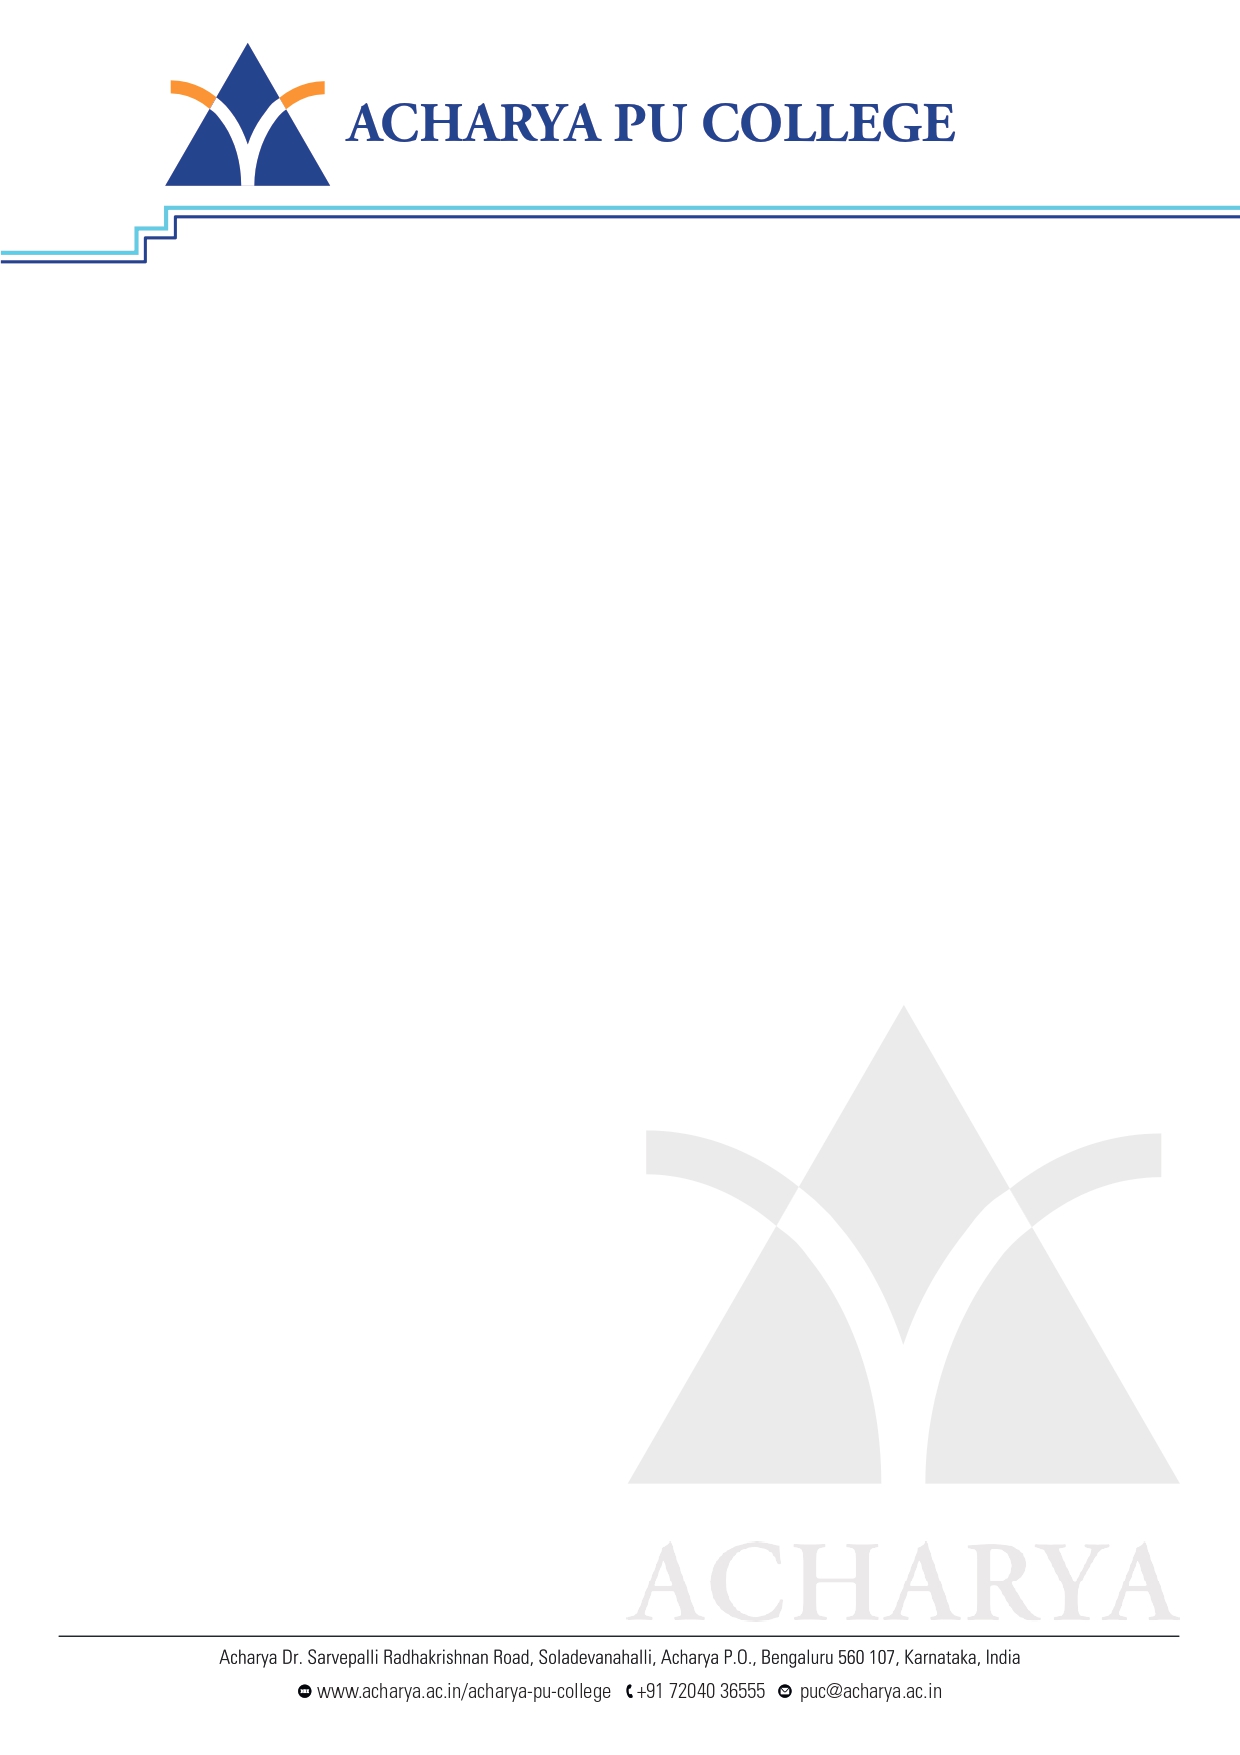 ACHARYA PU COLLEGE
ACHARYA
Acharya Dr. Sarvepalli Radhakrishnan Road, Soladevanahalli, Acharya P.O., Bengaluru 560 107, Karnataka, India
www.acharya.ac.in/acharya-pu-college +91 72040 36555 puc@acharya.ac.in